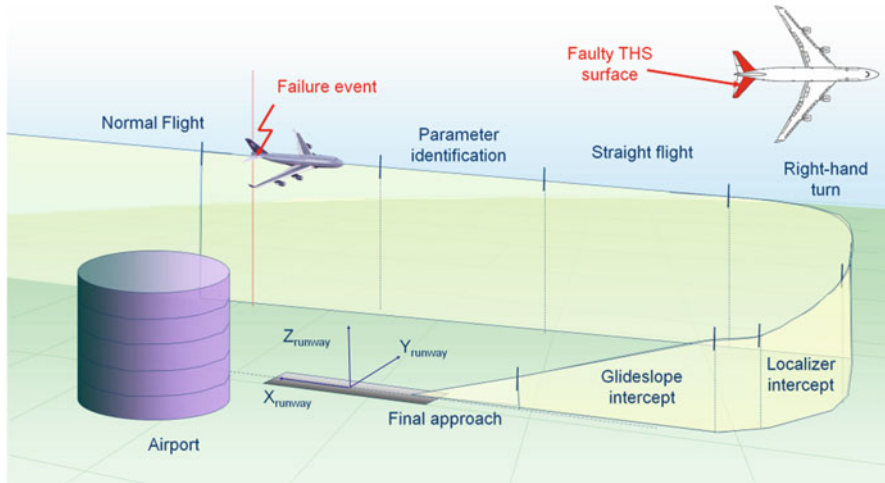 Faulty THS
surface
Failure event
Normal Flight
Parameter
identification
Straight flight
Right-hand
turn
Zrunway
Yrunway
Xrunway
Glideslope
intercept
Localizer
intercept
Final approach
Airport